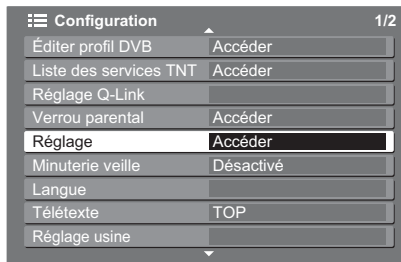 Configuration 1/2
Éditer profil DVB Accéder
Liste des services TNT Accéder
Réglage Q-Link
Verrou parental Accéder
Réglage Accéder
Minuterie veille Désactivé
Langue
Télétexte TOP
Réglage usine